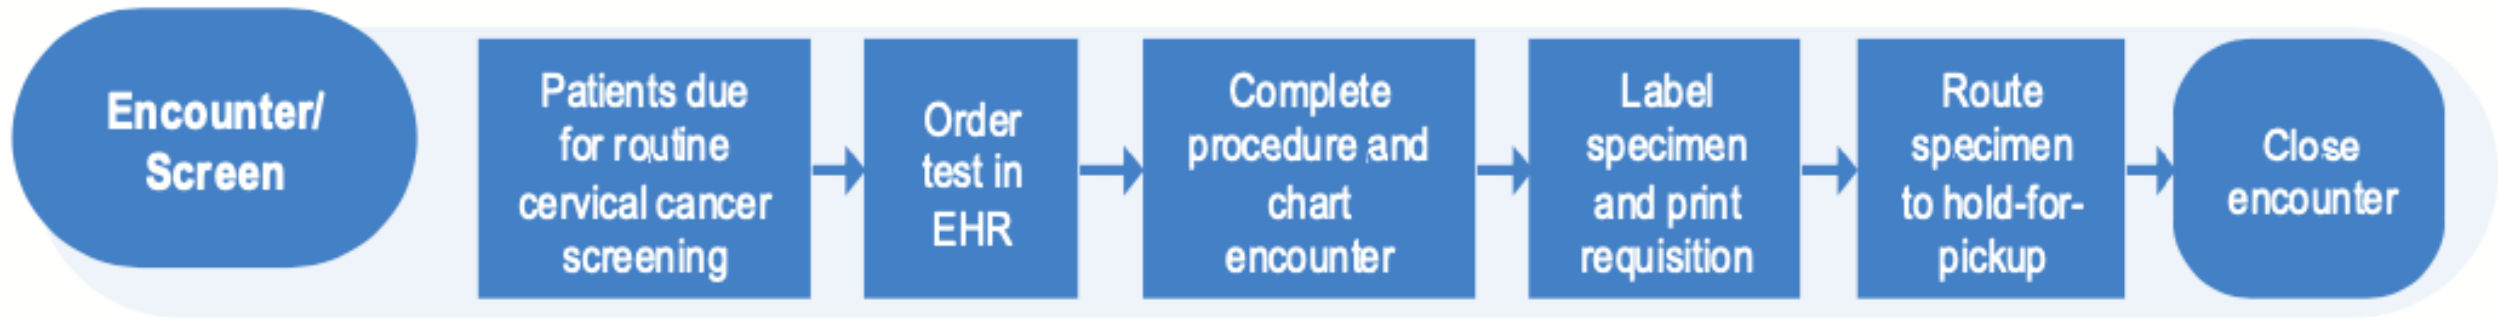 Encounter/
Screen
Patients due
for routine
cervical cancer
screening
Order
test in
EHR
Complete
procedure and
chart
encounter
Label
specimen
and print
requisition
Route
specimen
to hold-for-
pickup
Close
encounter